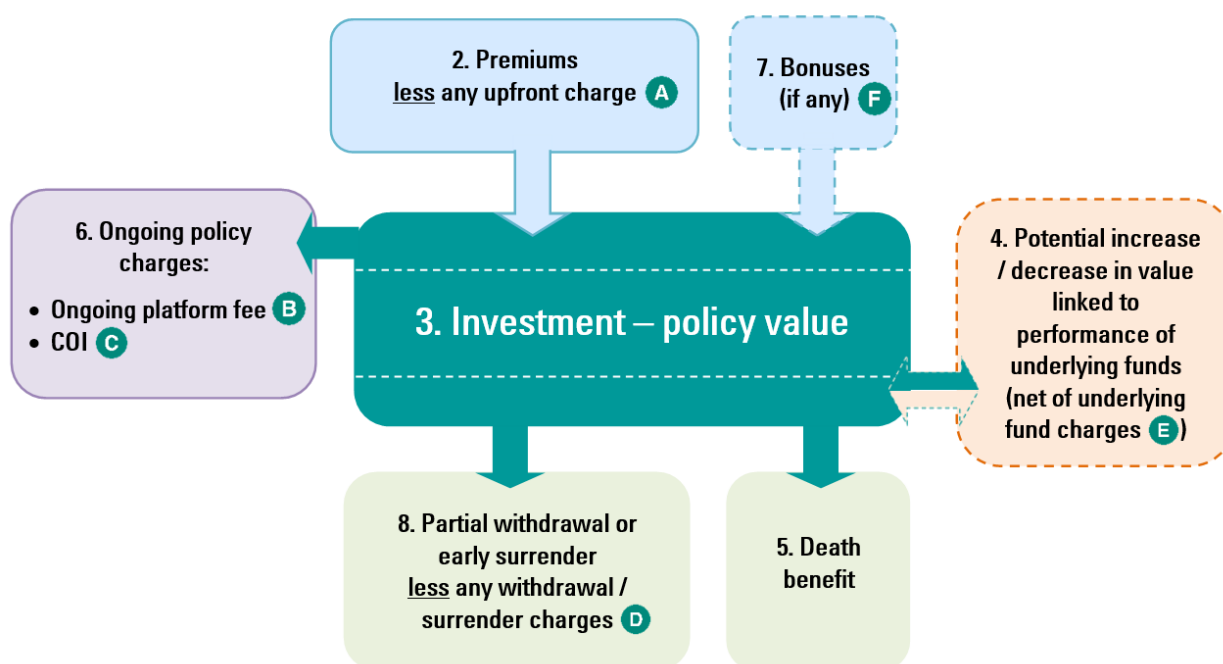 2. Premiums
less any upfront charge A
7. Bonuses
(if any) F
6. Ongoing policy
charges:
• Ongoing platform fee B
• COI C
3. Investment – policy value
4. Potential increase
/ decrease in value
linked to
performance of
underlying funds
(net of underlying
fund charges E)
8. Partial withdrawal or
early surrender
less any withdrawal /
surrender charges D
5. Death
benefit